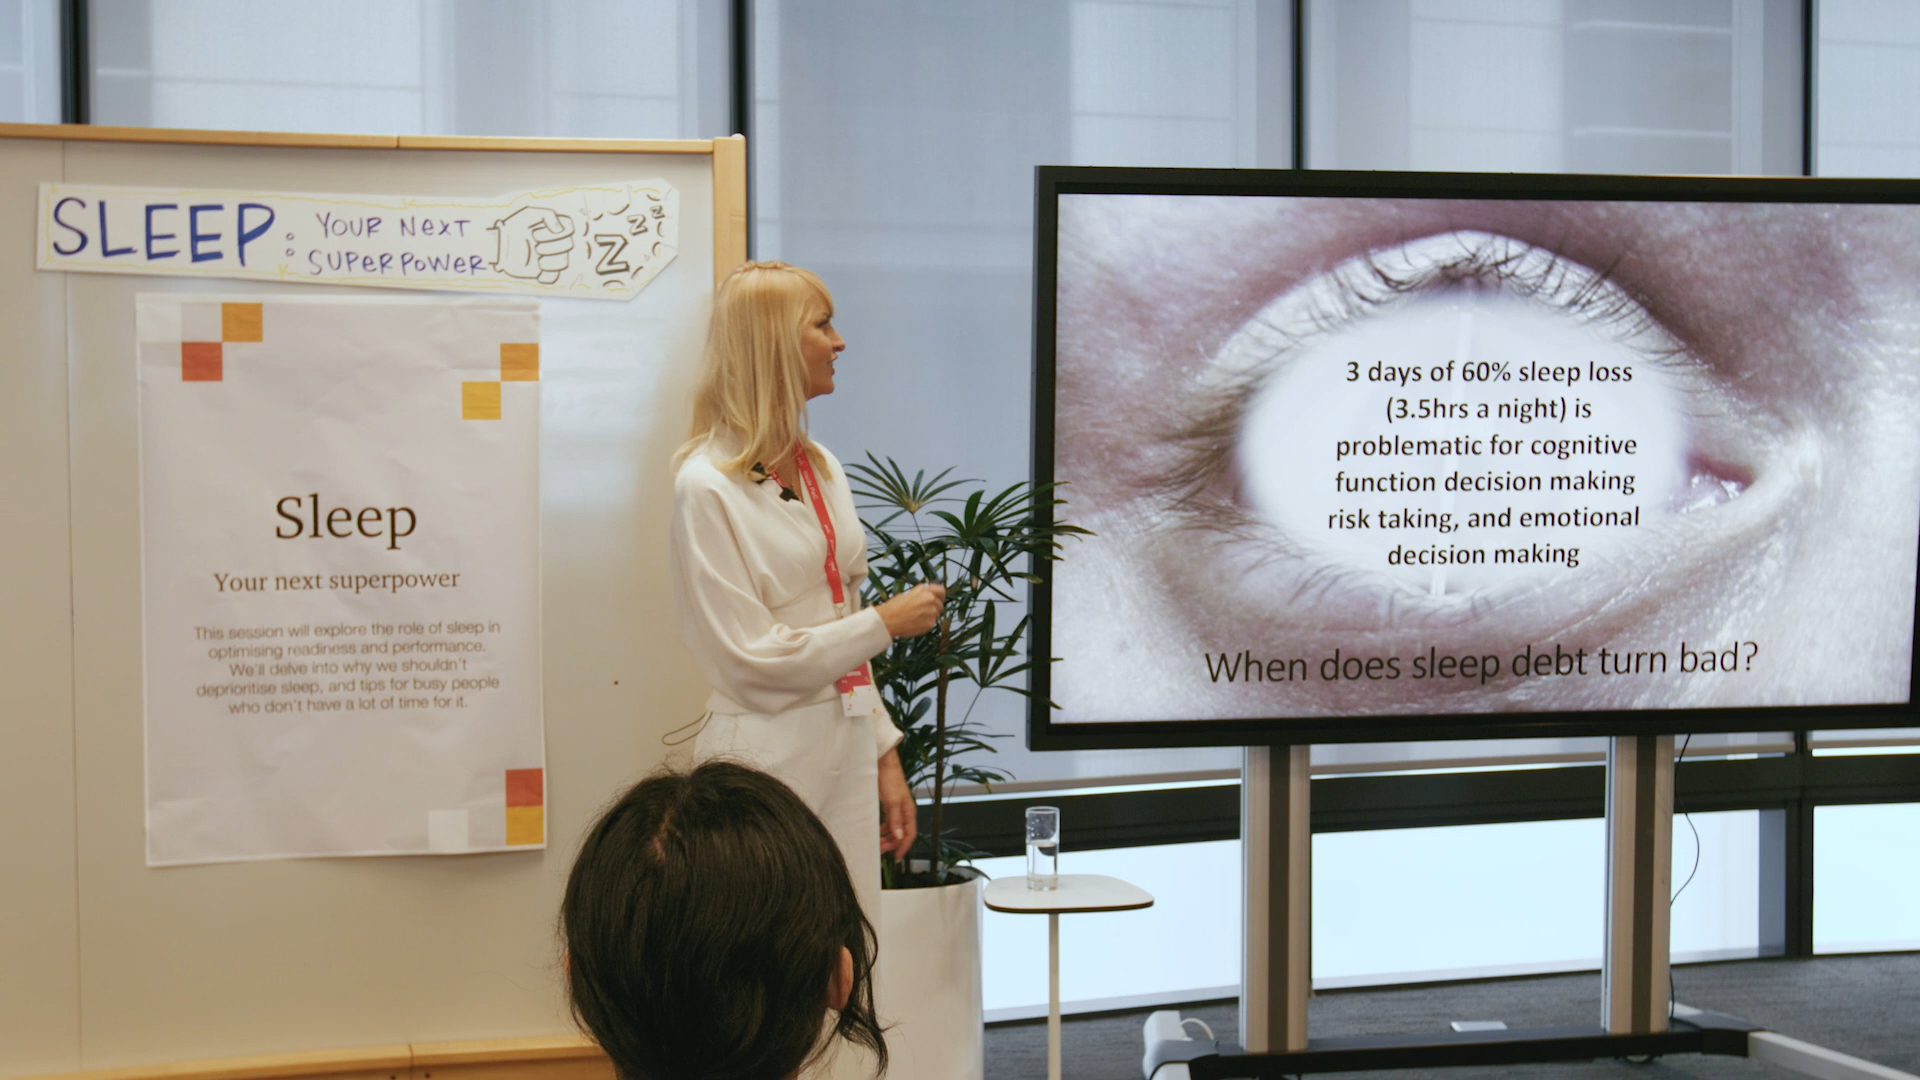 SLEEP: YOUR NEXT
SUPERPOWER
zzz
Sleep
Your next superpower
This session will explore the role of sleep in
optimising readiness and performance.
We'll delve into why we shouldn't
deprioritise sleep, and tips for busy people
who don't have a lot of time for it.
3 days of 60% sleep loss
(3.5hrs a night) is
problematic for cognitive
function decision making
risk taking, and emotional
decision making
When does sleep debt turn bad?